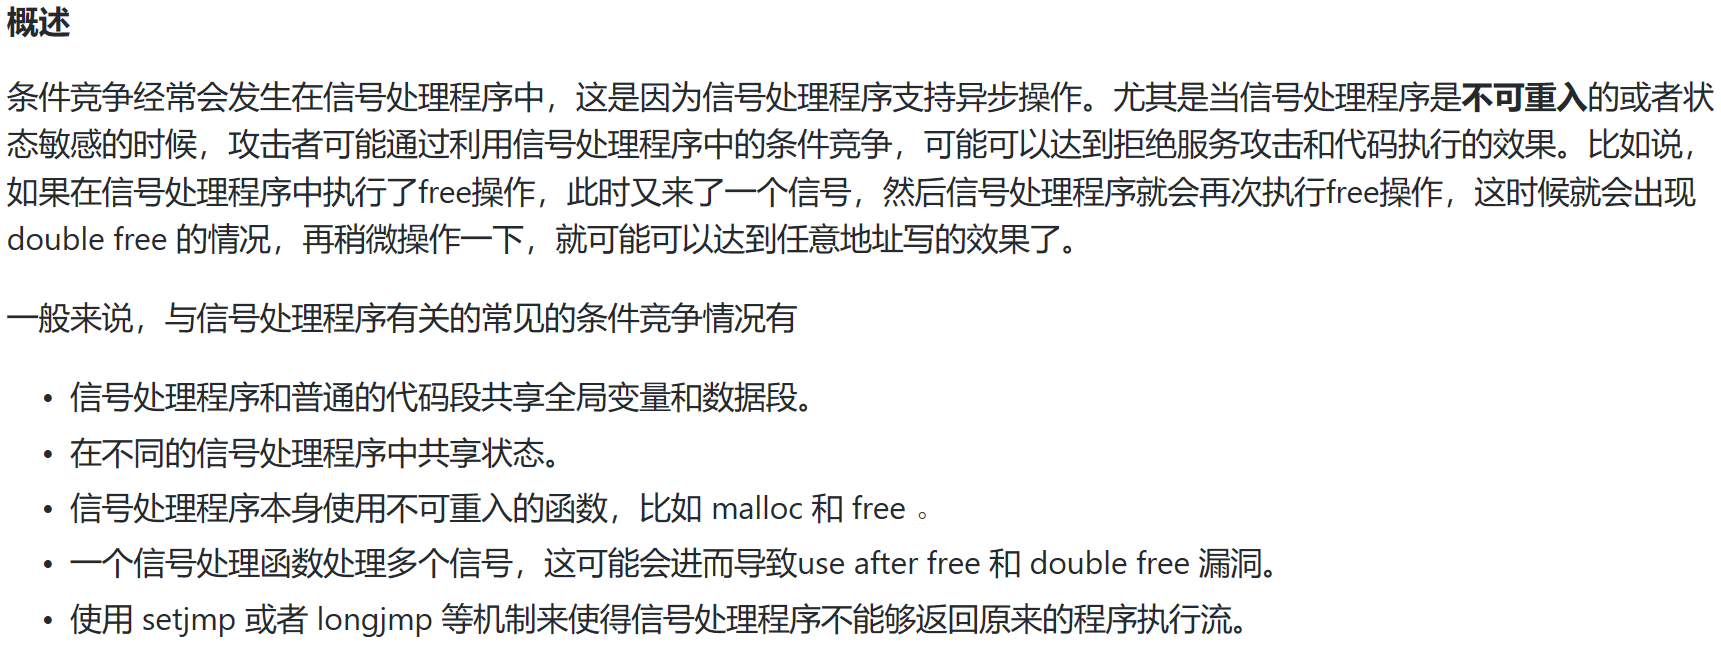 概述
条件竞争经常会发生在信号处理程序中，这是因为信号处理程序支持异步操作。尤其是当信号处理程序是不可重入的或者状
态敏感的时候，攻击者可能通过利用信号处理程序中的条件竞争，可能可以达到拒绝服务攻击和代码执行的效果。比如说，
如果在信号处理程序中执行了free操作，此时又来了一个信号，然后信号处理程序就会再次执行free操作，这时候就会出现
double free 的情况，再稍微操作一下，就可能可以达到任意地址写的效果了。
一般来说，与信号处理程序有关的常见的条件竞争情况有
• 信号处理程序和普通的代码段共享全局变量和数据段。
• 在不同的信号处理程序中共享状态。
• 信号处理程序本身使用不可重入的函数，比如 malloc 和 free 。
• 一个信号处理函数处理多个信号，这可能会进而导致use after free 和 double free 漏洞。
• 使用 setjmp 或者 longjmp 等机制来使得信号处理程序不能够返回原来的程序执行流。